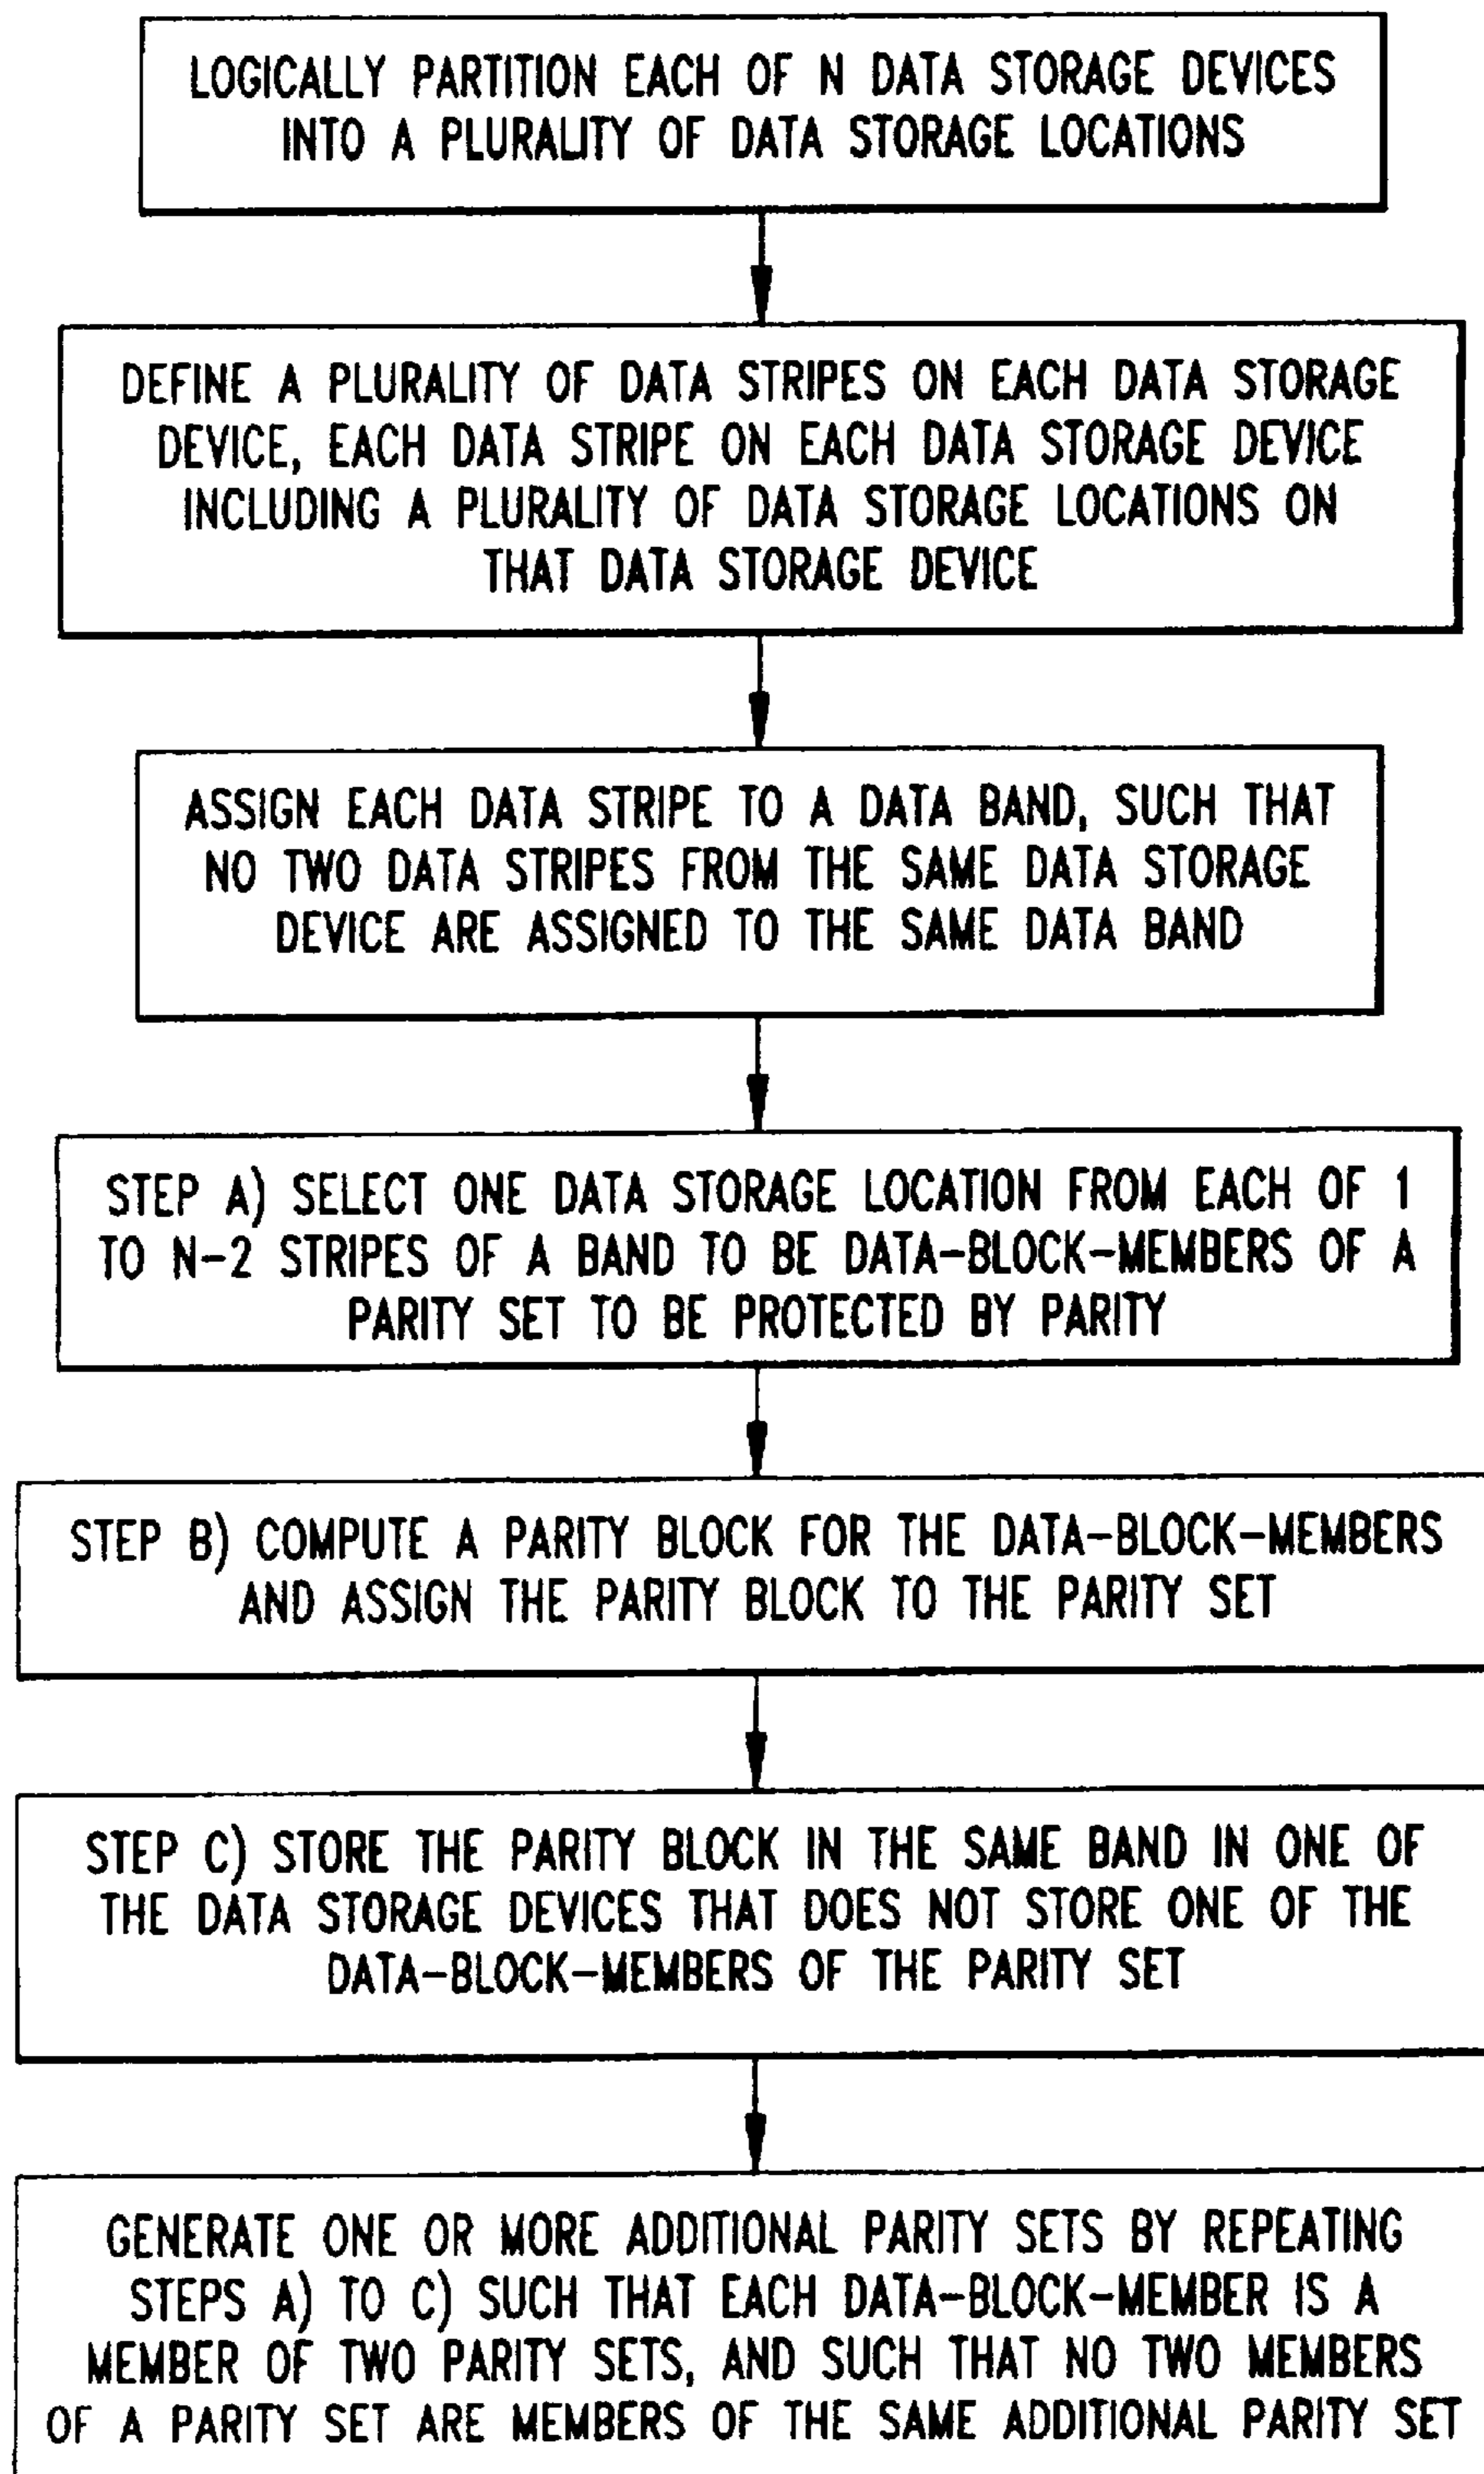 LOGICALLY PARTITION EACH OF N DATA STORAGE DEVICES
INTO A PLURALITY OF DATA STORAGE LOCATIONS
DEFINE A PLURALITY OF DATA STRIPES ON EACH DATA STORAGE
DEVICE, EACH DATA STRIPE ON EACH DATA STORAGE DEVICE
INCLUDING A PLURALITY OF DATA STORAGE LOCATIONS ON
THAT DATA STORAGE DEVICE
ASSIGN EACH DATA STRIPE TO A DATA BAND, SUCH THAT
NO TWO DATA STRIPES FROM THE SAME DATA STORAGE
DEVICE ARE ASSIGNED TO THE SAME DATA BAND
STEP A) SELECT ONE DATA STORAGE LOCATION FROM EACH OF 1
TO N-2 STRIPES OF A BAND TO BE DATA-BLOCK-MEMBERS OF A
PARITY SET TO BE PROTECTED BY PARITY
STEP B) COMPUTE A PARITY BLOCK FOR THE DATA-BLOCK-MEMBERS
AND ASSIGN THE PARITY BLOCK TO THE PARITY SET
STEP C) STORE THE PARITY BLOCK IN THE SAME BAND IN ONE OF
THE DATA STORAGE DEVICES THAT DOES NOT STORE ONE OF THE
DATA-BLOCK-MEMBERS OF THE PARITY SET
GENERATE ONE OR MORE ADDITIONAL PARITY SETS BY REPEATING
STEPS A) TO C) SUCH THAT EACH DATA-BLOCK-MEMBER IS A
MEMBER OF TWO PARITY SETS, AND SUCH THAT NO TWO MEMBERS
OF A PARITY SET ARE MEMBERS OF THE SAME ADDITIONAL PARITY SET